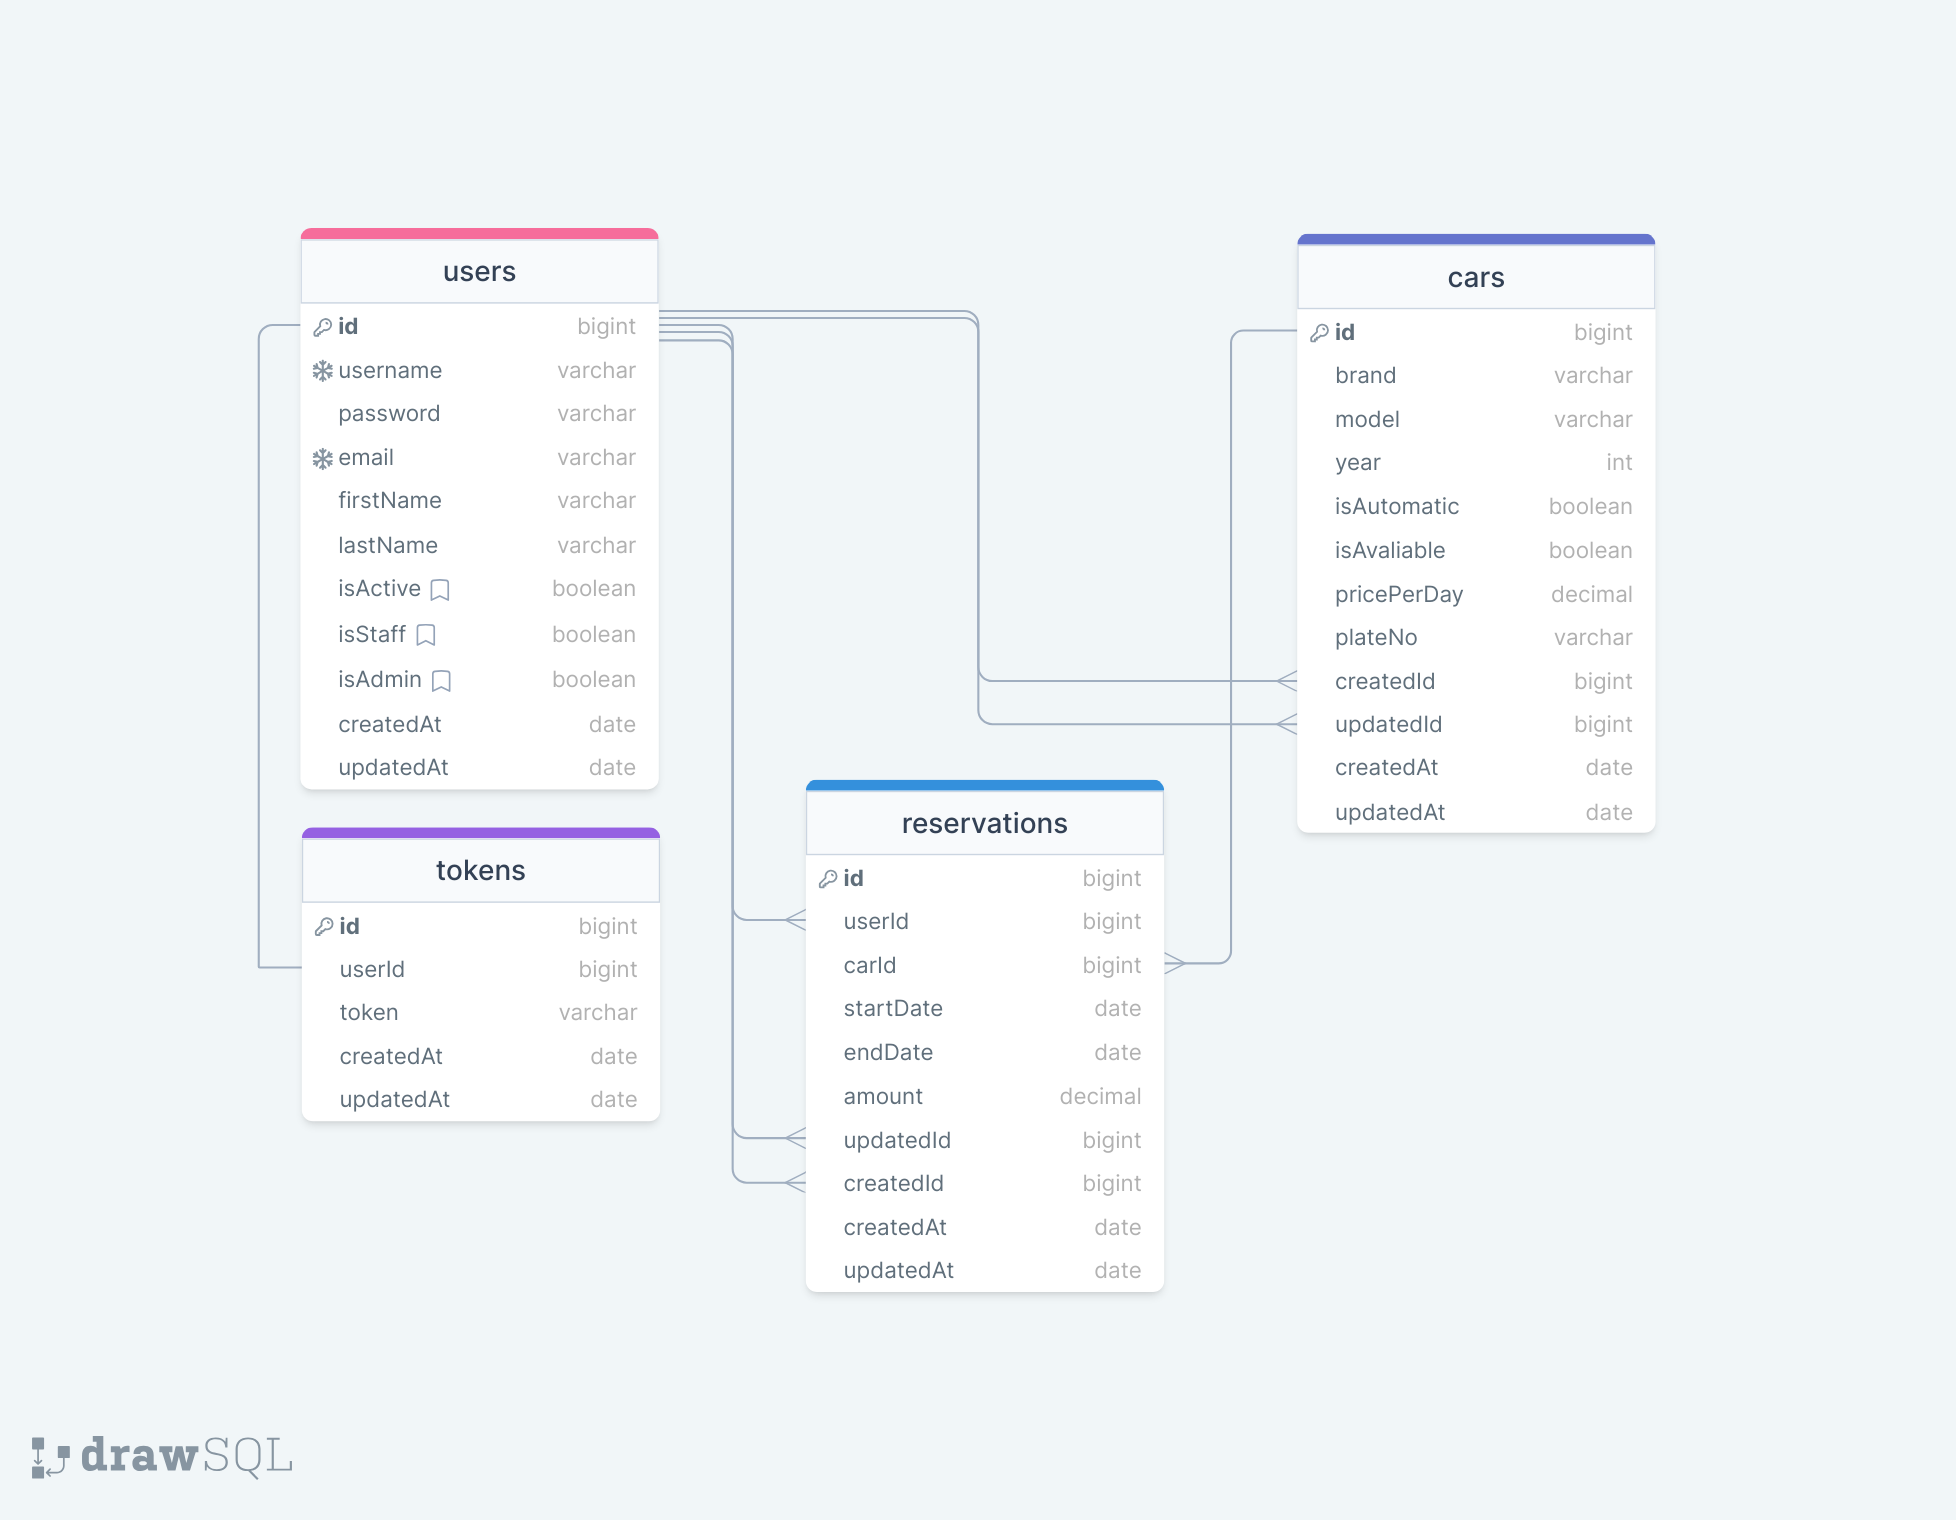 users
id bigint
username varchar
password varchar
email varchar
firstName varchar
lastName varchar
isActive boolean
isStaff boolean
isAdmin boolean
createdAt date
updatedAt date
tokens
id bigint
userId bigint
token varchar
createdAt date
updatedAt date
reservations
id bigint
userId bigint
carId bigint
startDate date
endDate date
amount decimal
updatedId bigint
createdId bigint
createdAt date
updatedAt date
cars
id bigint
brand varchar
model varchar
year int
isAutomatic boolean
isAvaliable boolean
pricePerDay decimal
plateNo varchar
createdId bigint
updatedId bigint
createdAt date
updatedAt date
drawSQL